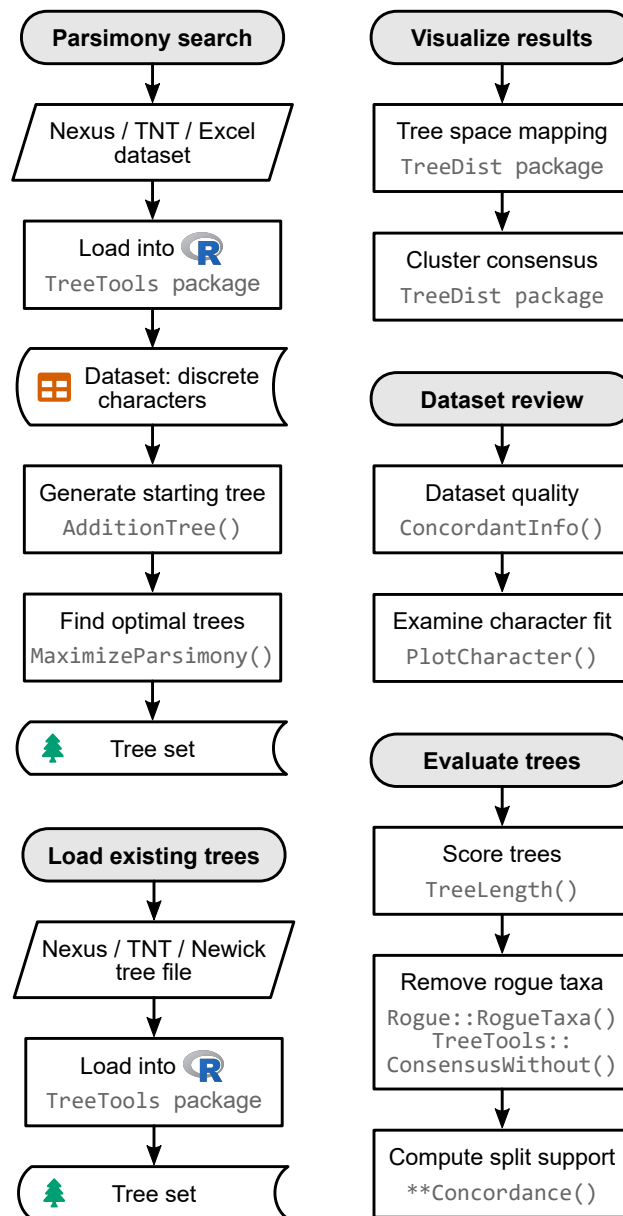 Parsimony search
Nexus / TNT / Excel
dataset
Load into R
TreeTools package
Dataset: discrete
characters
Generate starting tree
AdditionTree()
Find optimal trees
MaximizeParsimony()
Tree set
Load existing trees
Nexus / TNT / Newick
tree file
Load into R
TreeTools package
Tree set
Visualize results
Tree space mapping
TreeDist package
Cluster consensus
TreeDist package
Dataset review
Dataset quality
ConcordantInfo()
Examine character fit
PlotCharacter()
Evaluate trees
Score trees
TreeLength()
Remove rogue taxa
Rogue::RogueTaxa()
TreeTools::
ConsensusWithout()
Compute split support
**Concordance()